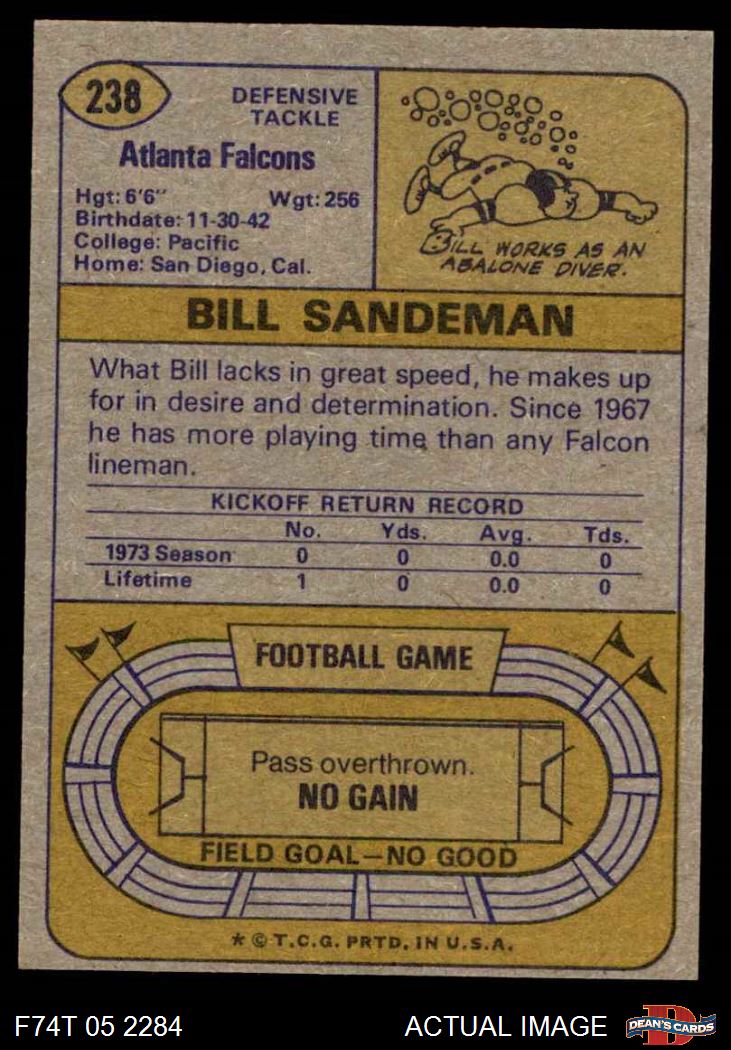 238
DEFENSIVE
TACKLE
Atlanta Falcons
Hgt: 6'6" Wgt: 256
Birthdate: 11-30-42
College: Pacific
Home: San Diego, Cal.
BILL WORKS AS AN
ABALONE DIVER.
BILL SANDEMAN
What Bill lacks in great speed, he makes up
for in desire and determination. Since 1967
he has more playing time than any Falcon
lineman.
KICKOFF RETURN RECORD
No. Yds. Avg. Tds.
1973 Season 0 0 0.0 0
Lifetime 1 0 0.0 0
FOOTBALL GAME
Pass overthrown.
NO GAIN
FIELD GOAL—NO GOOD
* © T.C.G. PRTD. IN U.S.A.
F74T 05 2284 ACTUAL IMAGE
D
DEAN'S CARDS